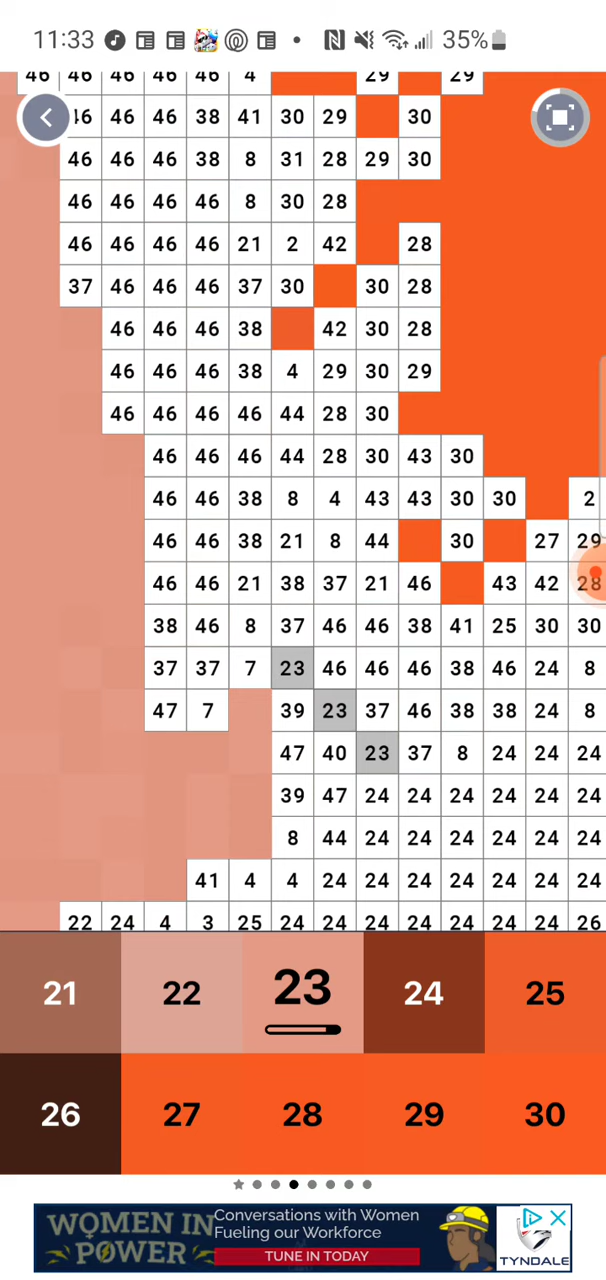 11:33 35%
46 46 46 46 46 4 29 29
46 46 46 38 41 30 29 30
46 46 46 38 8 31 28 29 30
46 46 46 46 8 30 28
46 46 46 46 21 2 42 28
37 46 46 46 37 30 30 28
46 46 46 38 42 30 28
46 46 46 38 4 29 30 29
46 46 46 46 44 28 30
46 46 46 44 28 30 43 30
46 46 38 8 4 43 43 30 30 2
46 46 38 21 8 44 30 27 29
46 46 21 38 37 21 46 43 42 28
38 46 8 37 46 46 38 41 25 30 30
37 37 7 23 46 46 46 38 46 24 8
47 7 39 23 37 46 38 38 24 8
47 40 23 37 8 24 24 24
39 47 24 24 24 24 24 24
8 44 24 24 24 24 24 24
41 4 4 24 24 24 24 24 24
22 24 4 3 25 24 24 24 24 24 24 24 26
21 22 23 24 25
26 27 28 29 30
WOMEN IN
POWER
Conversations with Women
Fueling our Workforce
TUNE IN TODAY
TYNDALE